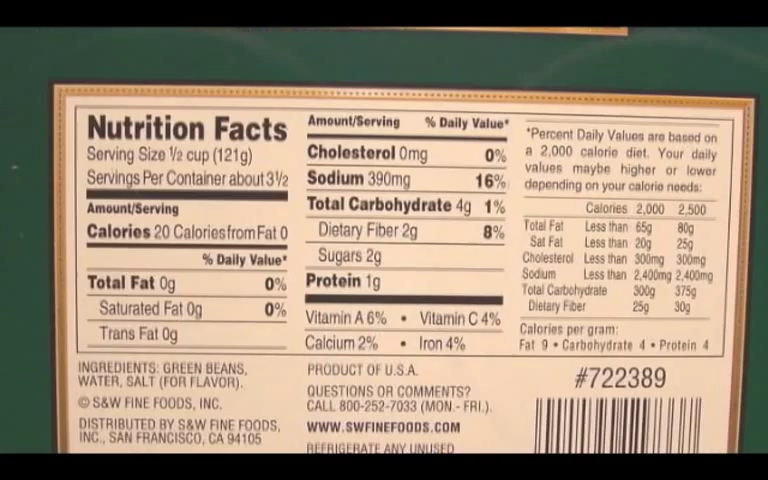 Nutrition Facts
Serving Size 1/2 cup (121g)
Servings Per Container about 3 1/2
Amount/Serving
Calories 20 Calories from Fat 0
% Daily Value*
Total Fat 0g 0%
Saturated Fat 0g 0%
Trans Fat 0g
Amount/Serving % Daily Value*
Cholesterol 0mg 0%
Sodium 390mg 16%
Total Carbohydrate 4g 1%
Dietary Fiber 2g 8%
Sugars 2g
Protein 1g
Vitamin A 6% • Vitamin C 4%
Calcium 2% • Iron 4%
*Percent Daily Values are based on
a 2,000 calorie diet. Your daily
values maybe higher or lower
depending on your calorie needs:
Calories 2,000 2,500
Total Fat Less than 65g 80g
Sat Fat Less than 20g 25g
Cholesterol Less than 300mg 300mg
Sodium Less than 2,400mg 2,400mg
Total Carbohydrate 300g 375g
Dietary Fiber 25g 30g
Calories per gram:
Fat 9 • Carbohydrate 4 • Protein 4
INGREDIENTS: GREEN BEANS,
WATER, SALT (FOR FLAVOR).
© S&W FINE FOODS, INC.
DISTRIBUTED BY S&W FINE FOODS,
INC., SAN FRANCISCO, CA 94105
PRODUCT OF U.S.A.
QUESTIONS OR COMMENTS?
CALL 800-252-7033 (MON.- FRI.).
WWW.SWFINEFOODS.COM
REFRIGERATE ANY UNUSED
#722389